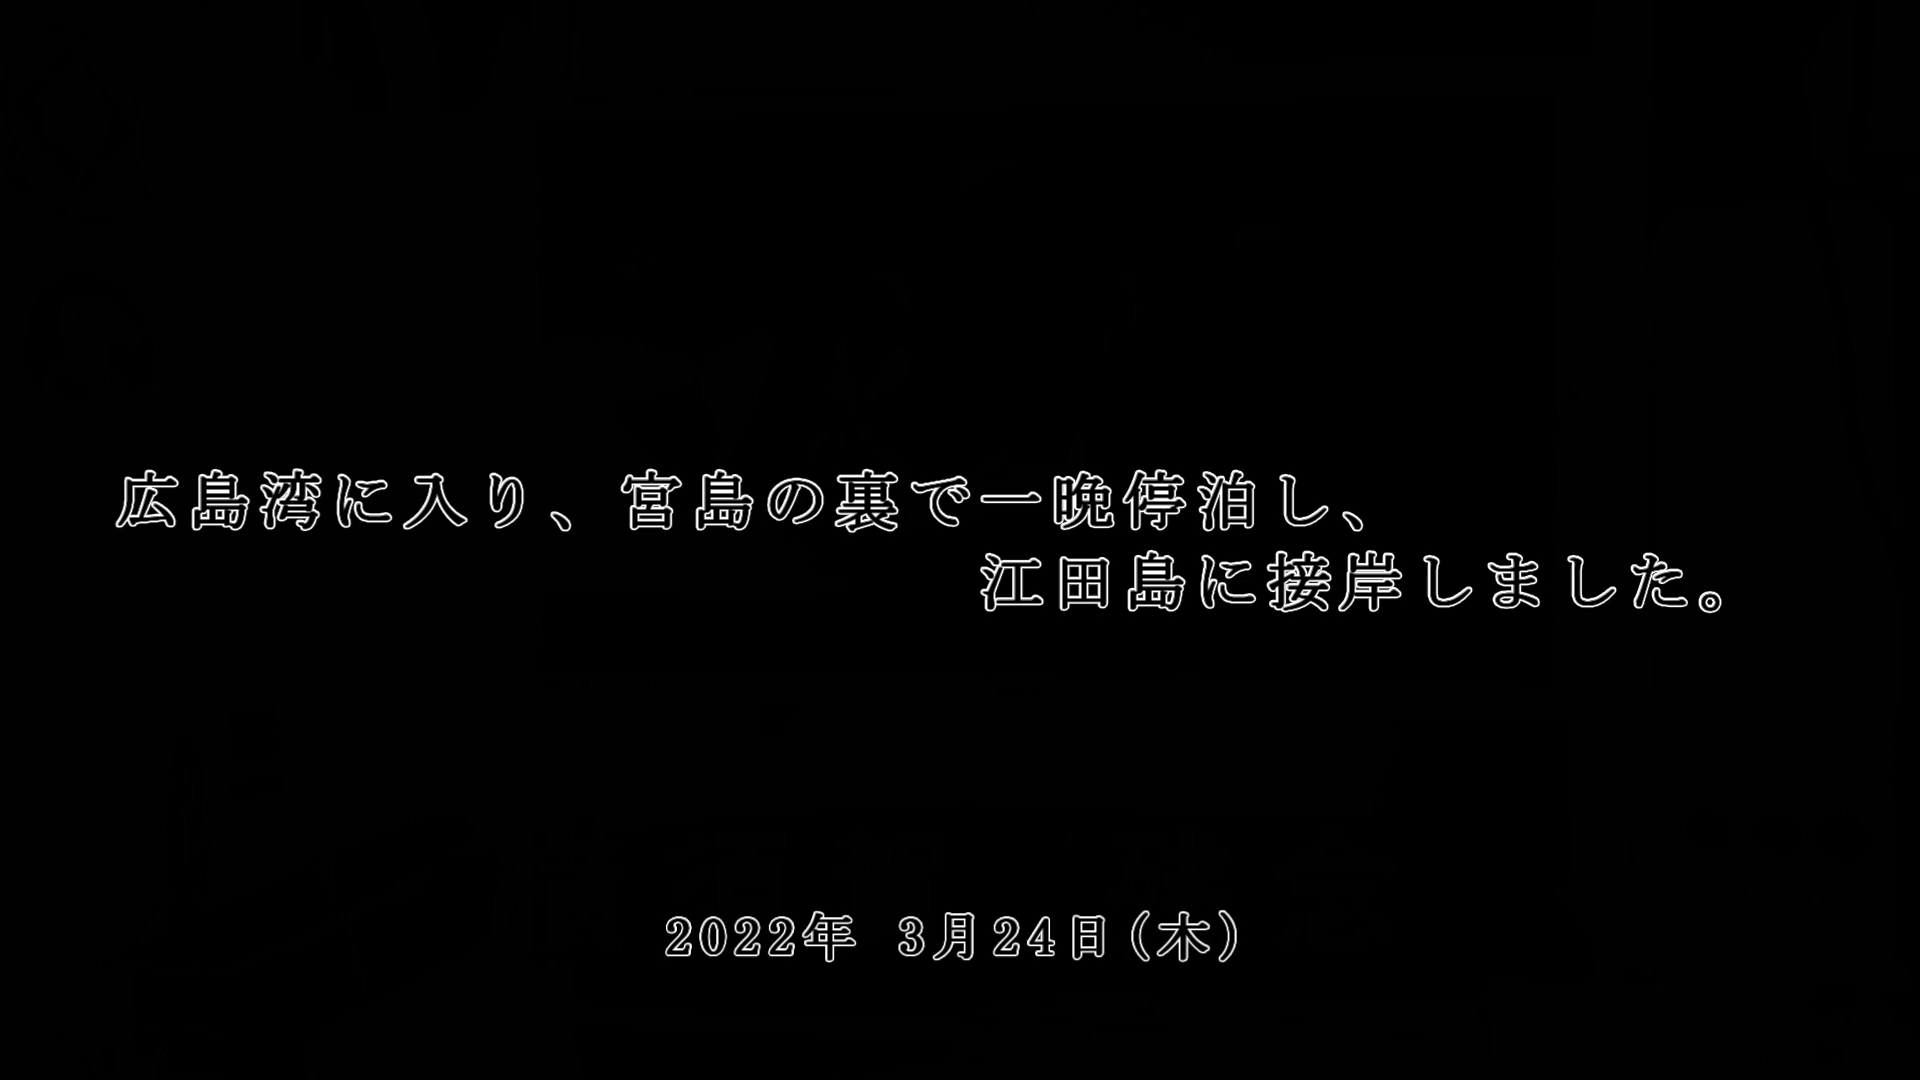 広島湾に入り、宮島の裏で一晩停泊し、
江田島に接岸しました。
2022年 3月24日(木)